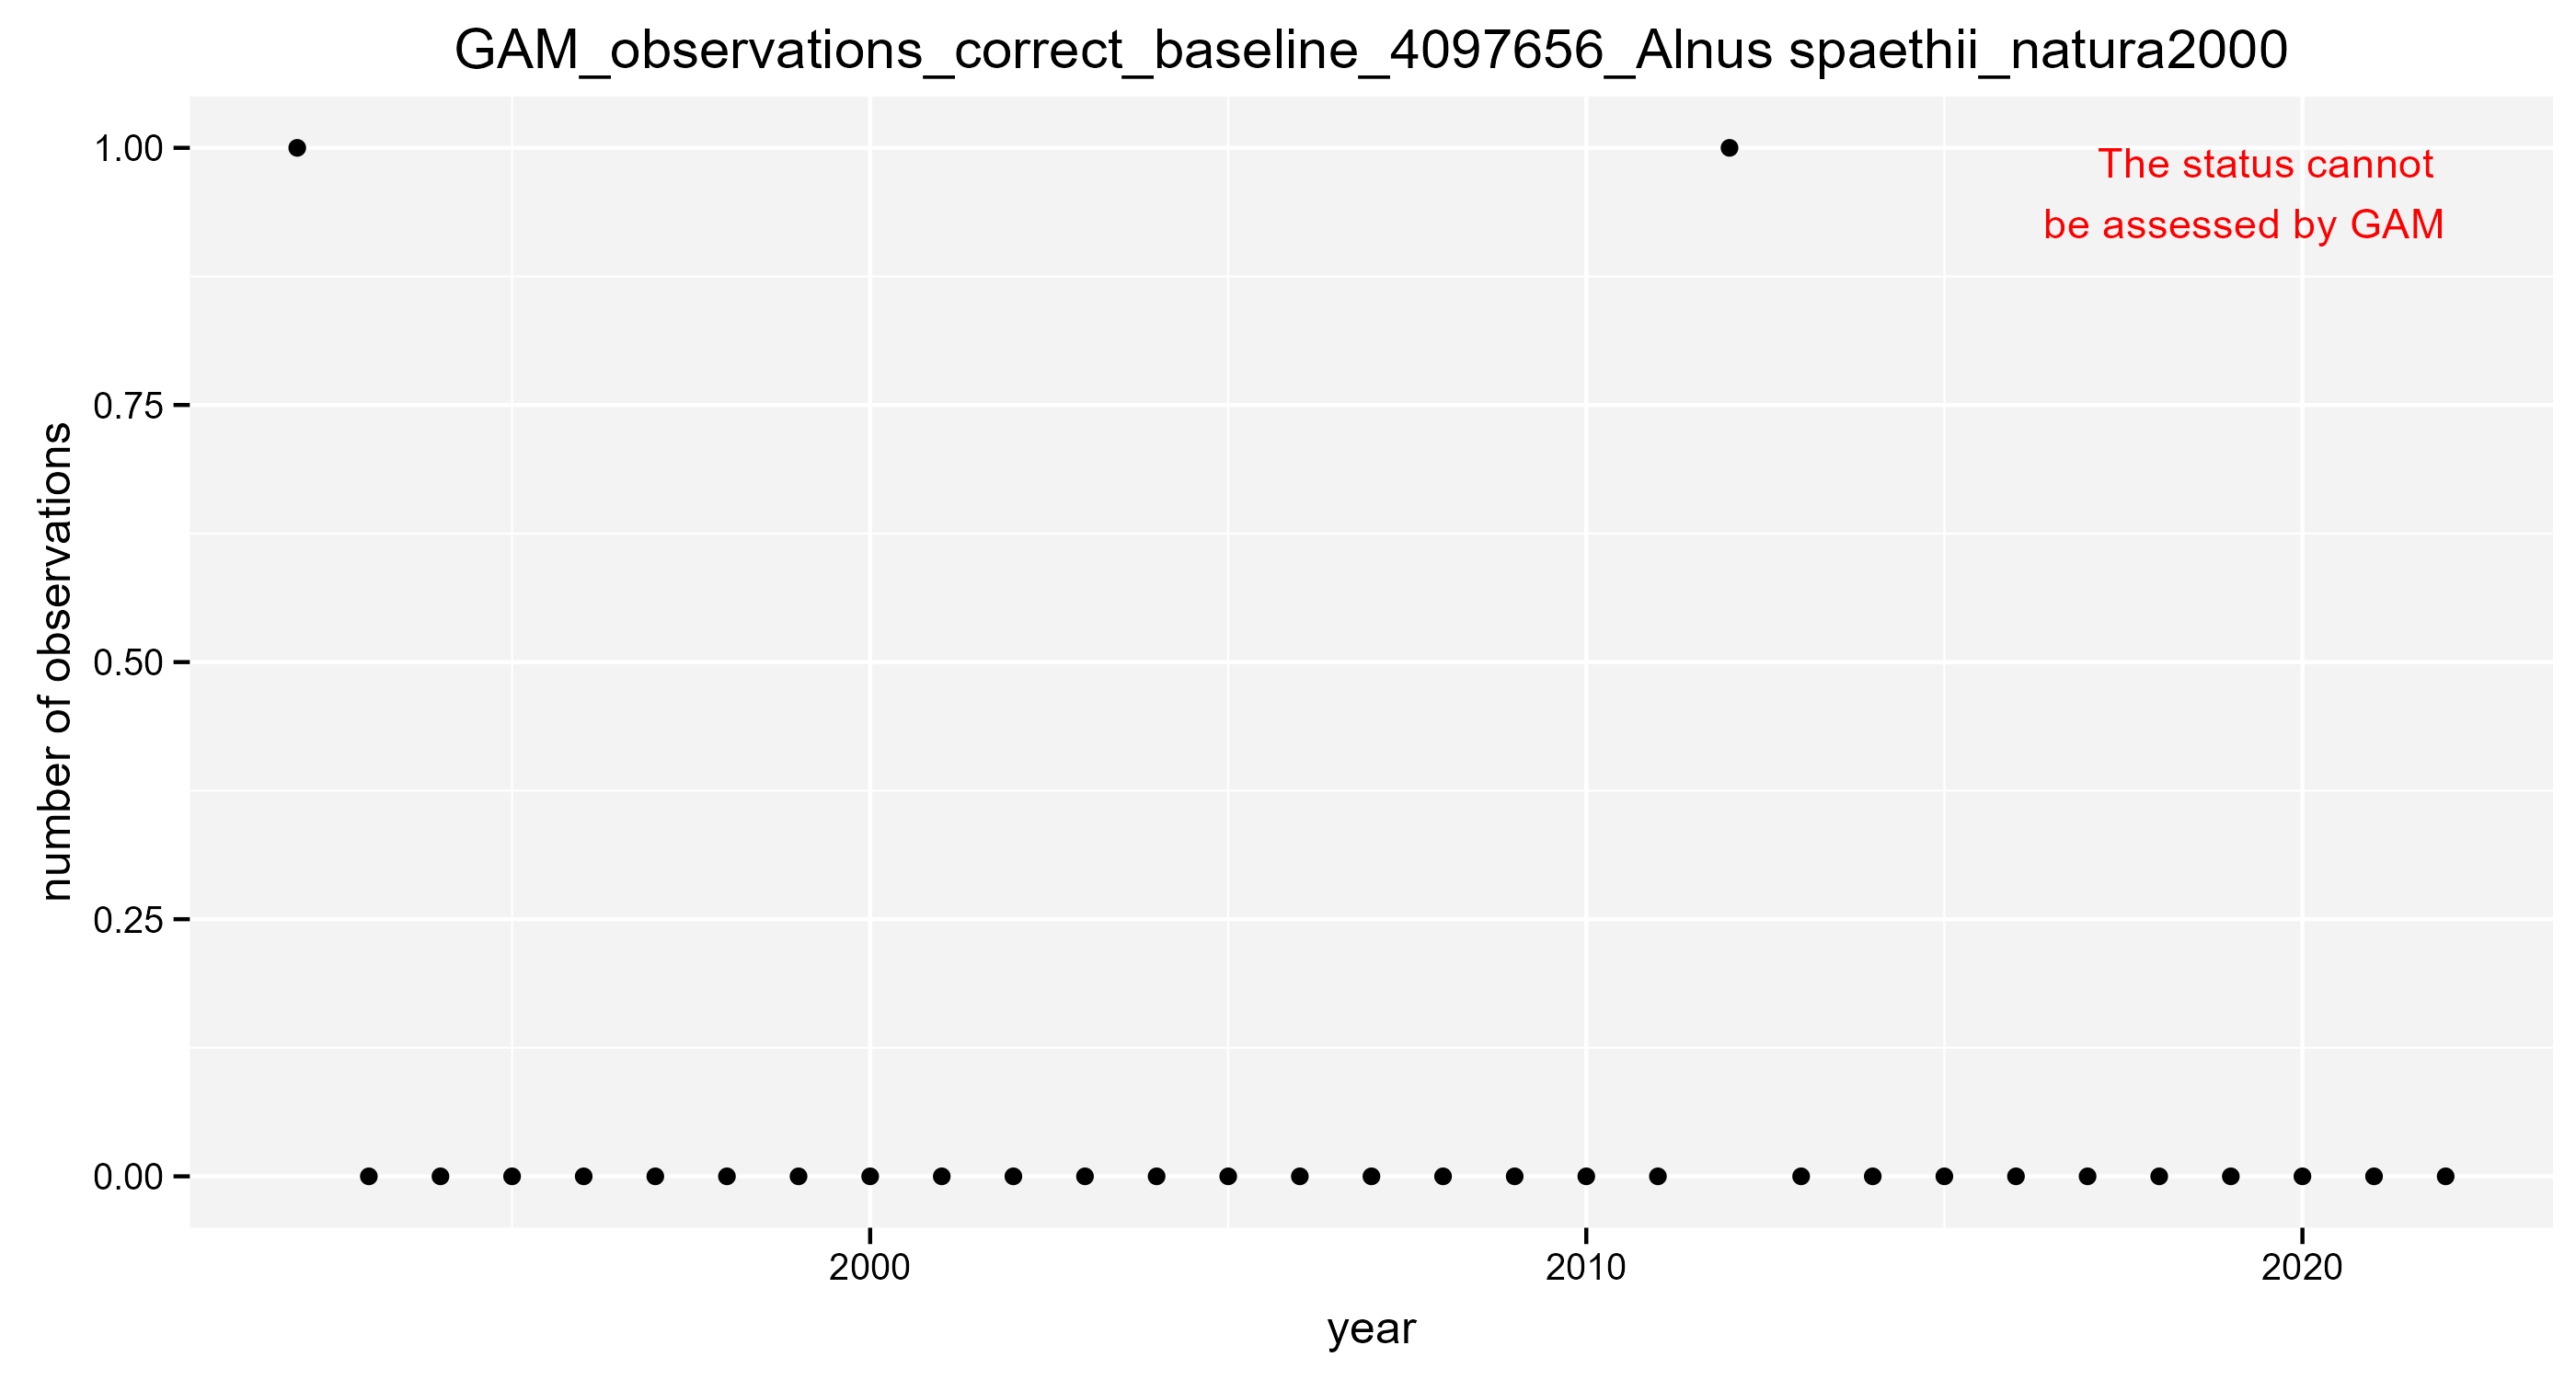 GAM_observations_correct_baseline_4097656_Alnus spaethii_natura2000
The status cannot
be assessed by GAM
number of observations
1.00
0.75
0.50
0.25
0.00
2000
2010
2020
year